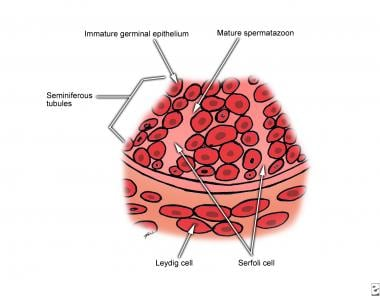 Immature germinal epithelium
Mature spermatazoon
Seminiferous
tubules
Leydig cell
Serfoli cell